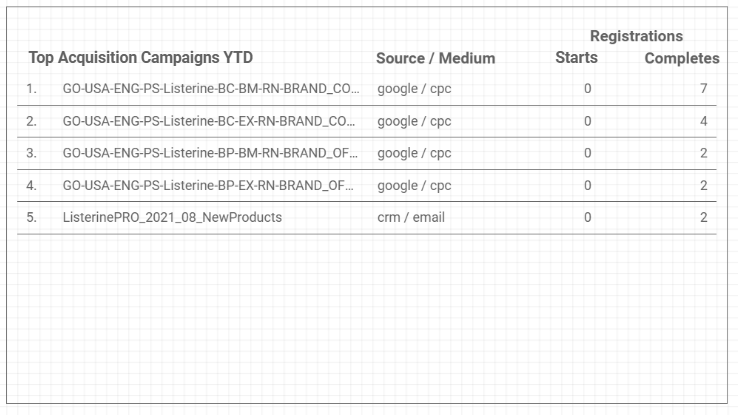 Registrations
Top Acquisition Campaigns YTD Source / Medium Starts Completes
1. GO-USA-ENG-PS-Listerine-BC-BM-RN-BRAND_CO... google / cpc 0 7
2. GO-USA-ENG-PS-Listerine-BC-EX-RN-BRAND_CO... google / cpc 0 4
3. GO-USA-ENG-PS-Listerine-BP-BM-RN-BRAND_OF... google / cpc 0 2
4. GO-USA-ENG-PS-Listerine-BP-EX-RN-BRAND_OF... google / cpc 0 2
5. ListerinePRO_2021_08_NewProducts crm / email 0 2